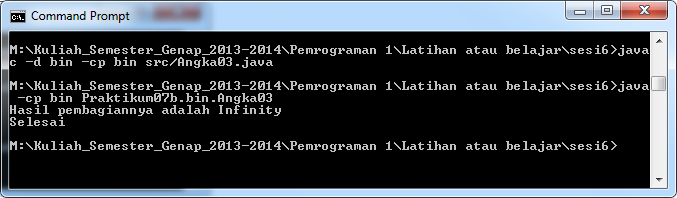 Command Prompt
M:\Kuliah_Semester_Genap_2013-2014\Pemrograman 1\Latihan atau belajar\sesi6>java
c -d bin -cp bin src/Angka03.java
M:\Kuliah_Semester_Genap_2013-2014\Pemrograman 1\Latihan atau belajar\sesi6>java
 -cp bin Praktikum07b.bin.Angka03
Hasil pembagiannya adalah Infinity
Selesai
M:\Kuliah_Semester_Genap_2013-2014\Pemrograman 1\Latihan atau belajar\sesi6>